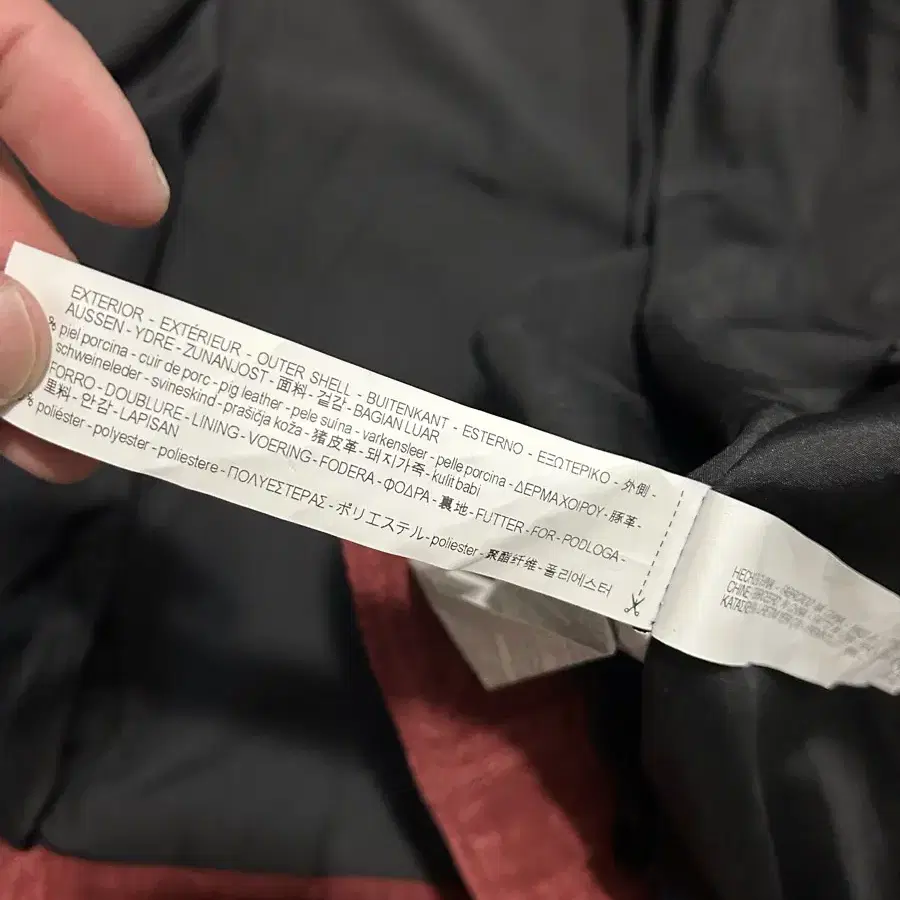 EXTERIOR - EXTÉRIEUR - OUTER SHELL - BUITENKANT - ESTERNO - ΕΞΩΤΕΡΙΚΟ - 外側 -
AUSSEN - YDRE - ZUNANJOST - 面料 - 겉감 - BAGIAN LUAR
% piel porcina - cuir de porc - pig leather - pele suína - varkensleer - pelle porcina - ΔΕΡΜΑ ΧΟΙΡΟΥ - 豚革 -
schweineleder - svineskind - prašičja koža - 猪皮革 - 돼지가죽 - kulit babi
FORRO - DOUBLURE - LINING - VOERING - FODERA - ΦΟΔΡΑ - 裏地 - FUTTER - FOR - PODLOGA -
里料 - 안감 - LAPISAN
% poliéster - polyester - poliestere - ΠΟΛΥΕΣΤΕΡΑΣ - ポリエステル - poliester - 聚酯纤维 - 폴리에스터
CHINE